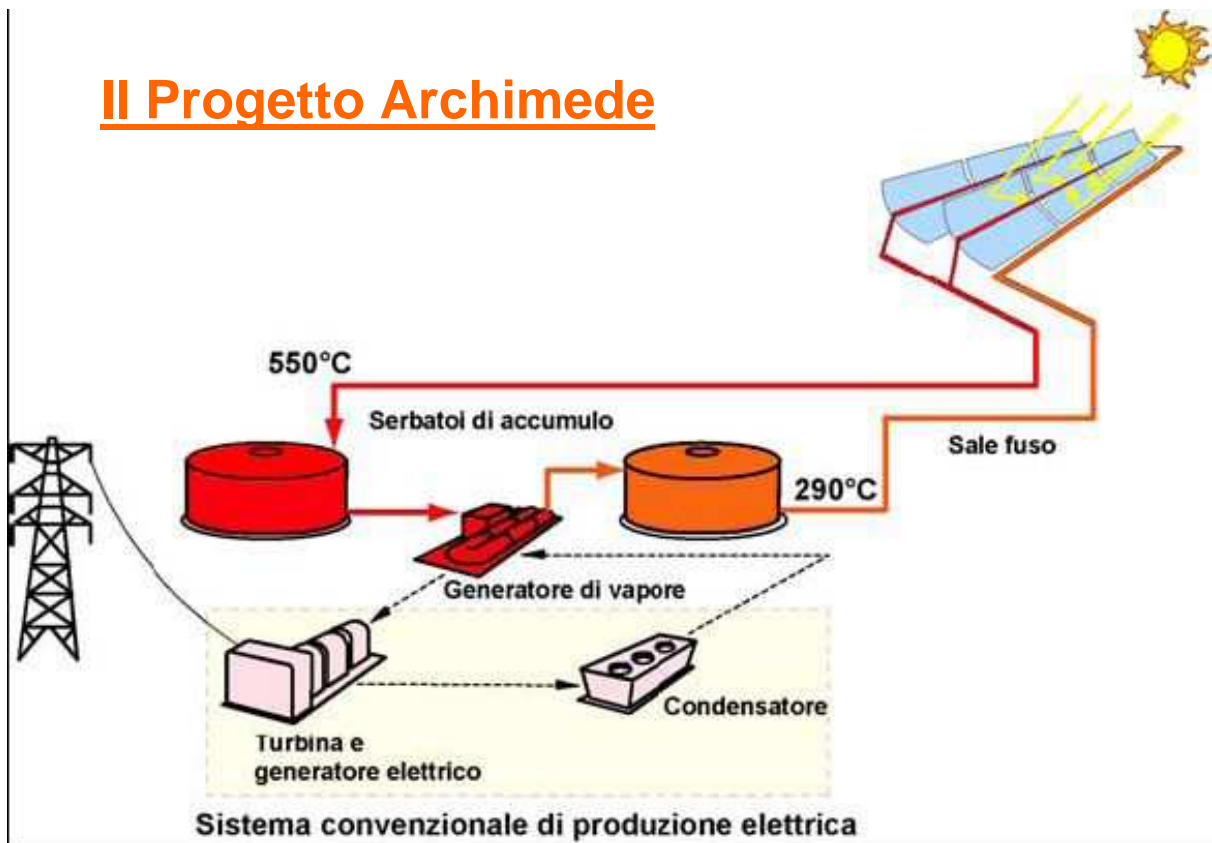 Il Progetto Archimede
550°C
Serbatoi di accumulo
Sale fuso
290°C
Generatore di vapore
Condensatore
Turbina e
generatore elettrico
Sistema convenzionale di produzione elettrica